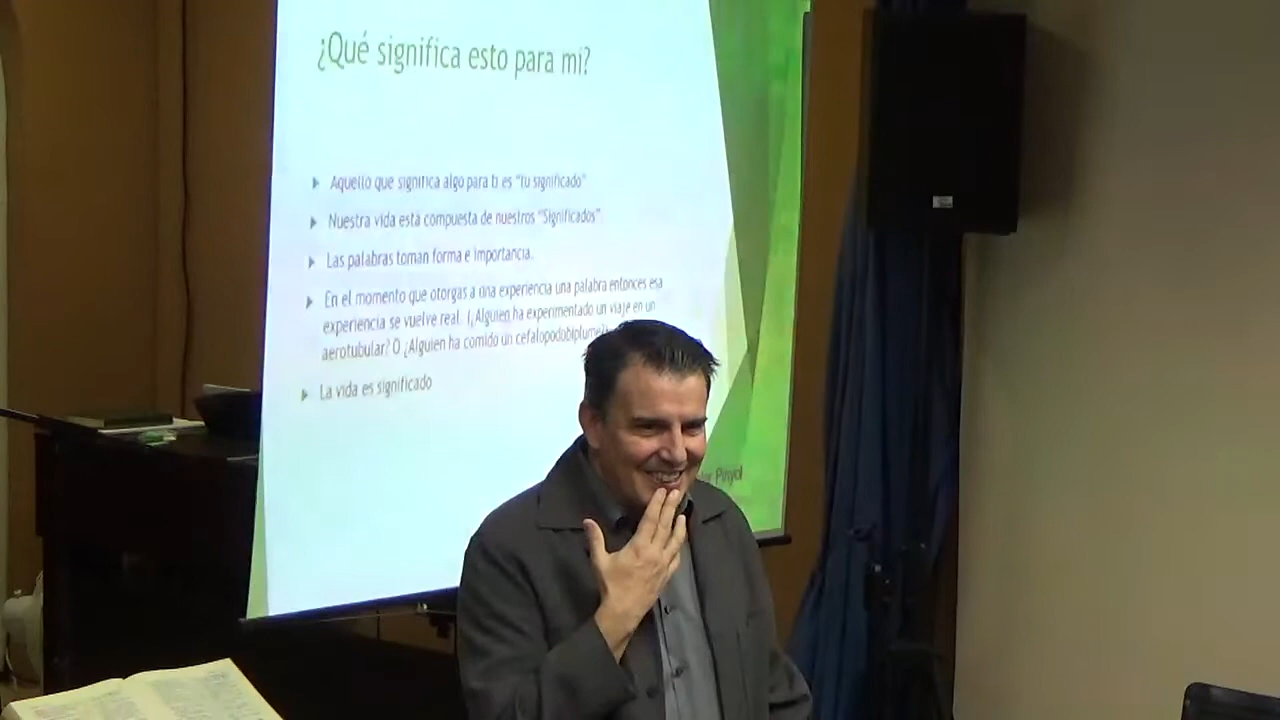 ¿Qué significa esto para mi?
Aquello que significa algo para ti es "tu significado"
Nuestra vida esta compuesta de nuestros "Significados".
Las palabras toman forma e importancia.
En el momento que otorgas a una experiencia una palabra entonces esa
experiencia se vuelve real. (¿Alguien ha experimentado un viaje en un
aerotubular? O ¿Alguien ha comido un cefalopodobiplume
La vida es significado
Pinyol